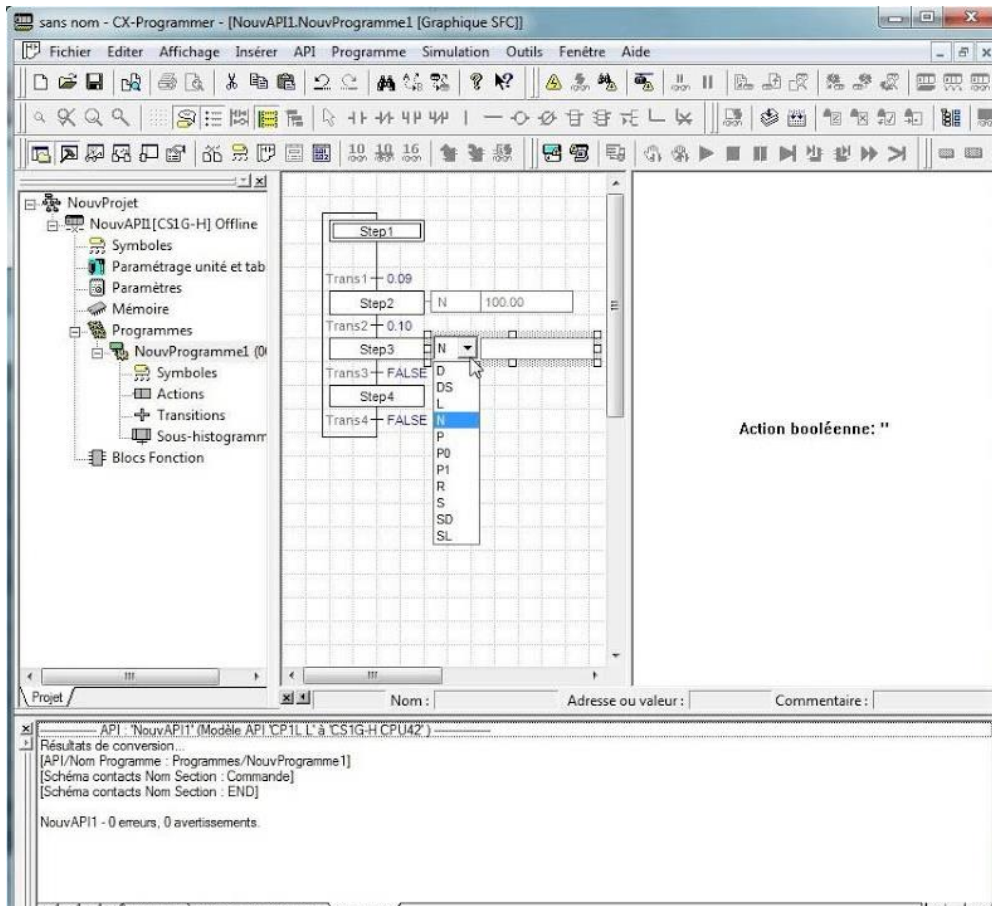 sans nom - CX-Programmer - [NouvAPI1.NouvProgramme1 [Graphique SFC]]
Fichier Editer Affichage Insérer API Programme Simulation Outils Fenêtre Aide
10 10 16
NouvProjet
NouvAPI1[CS1G-H] Offline
Symboles
Paramétrage unité et tab
Paramètres
Mémoire
Programmes
NouvProgramme1 (00
Symboles
Actions
Transitions
Sous-histogramm
Blocs Fonction
Projet
Step1
Trans1 0.09
Step2 N 100.00
Trans2 0.10
Step3 N
Trans3 FALSE
Step4
Trans4 FALSE
D
DS
L
N
P
P0
P1
R
S
SD
SL
Action booléenne: ''
Nom : Adresse ou valeur : Commentaire :
API : 'NouvAPI1' (Modèle API 'CP1L L' à 'CS1G-H CPU42')
Résultats de conversion...
[API/Nom Programme : Programmes/NouvProgramme1]
[Schéma contacts Nom Section : Commande]
[Schéma contacts Nom Section : END]
NouvAPI1 - 0 erreurs, 0 avertissements.